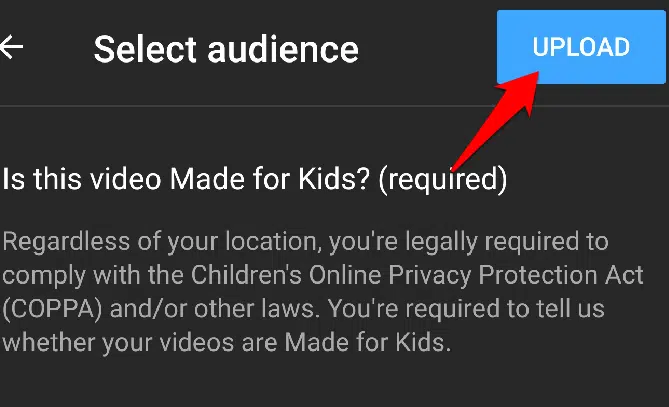 Select audience
UPLOAD
Is this video Made for Kids? (required)
Regardless of your location, you're legally required to
comply with the Children's Online Privacy Protection Act
(COPPA) and/or other laws. You're required to tell us
whether your videos are Made for Kids.